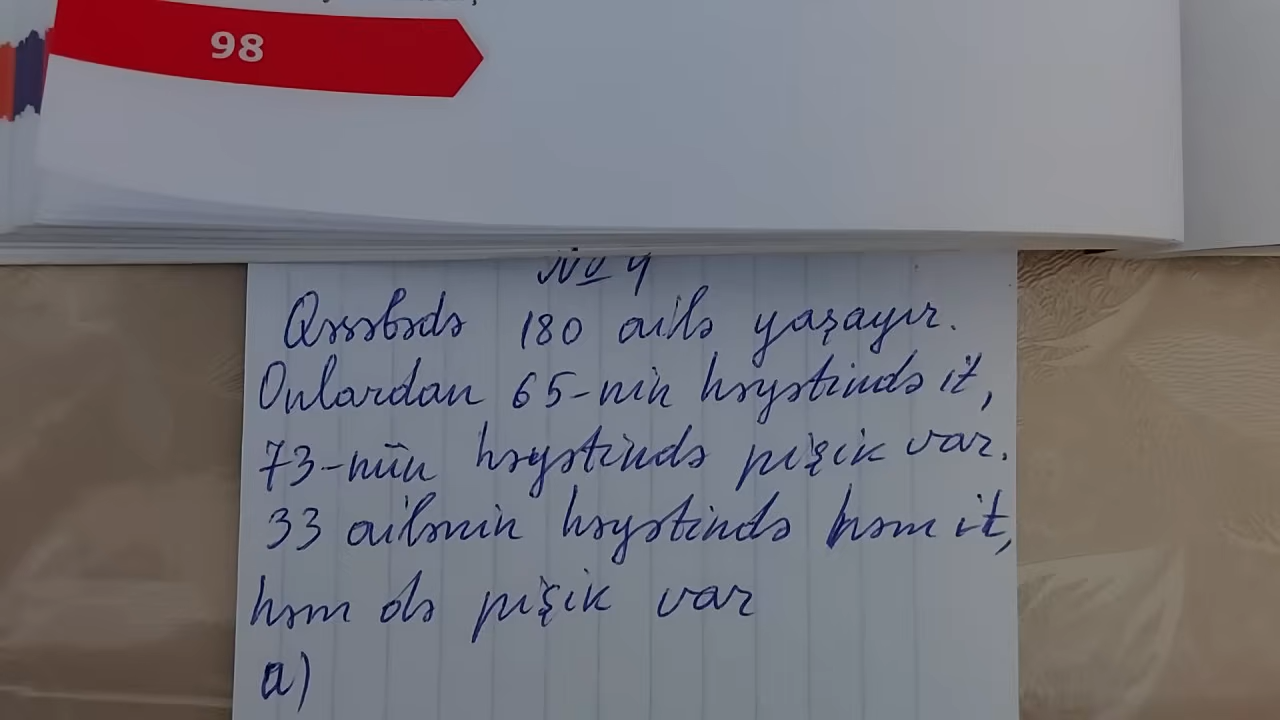 98
№ 4
Qəsəbədə 180 ailə yaşayır.
Onlardan 65-nin həyətində it,
73-nün həyətində pişik var.
33 ailənin həyətində həm it,
həm də pişik var
a)